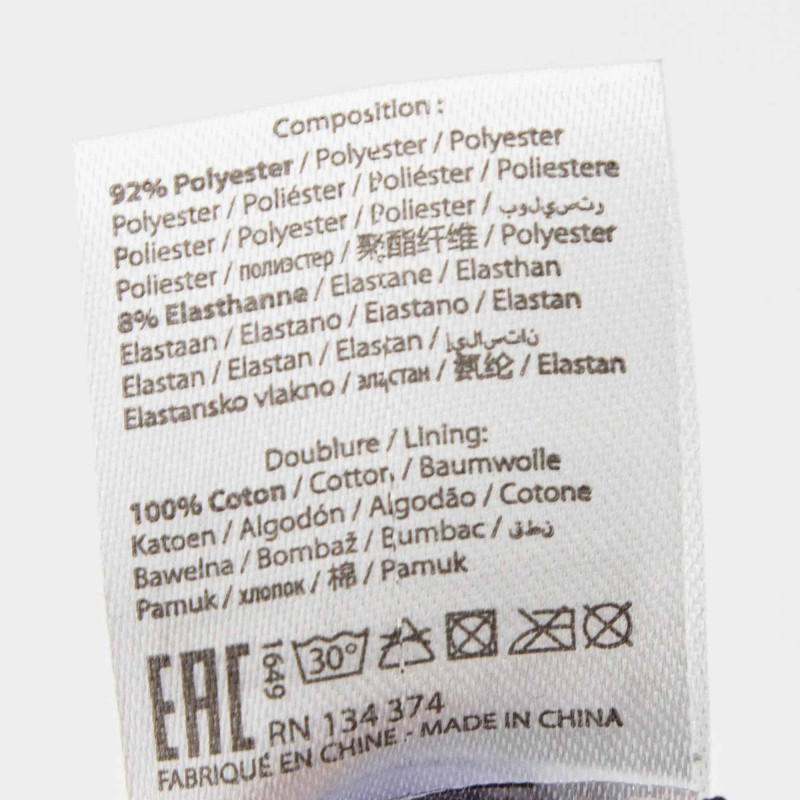 Composition :
92% Polyester / Polyester / Polyester
Polyester / Poliéster / Poliéster / Poliestere
Poliester / Polyester / Poliester / بوليستر
Poliester / полиэстер / 聚酯纤维 / Polyester
8% Elasthanne / Elastane / Elasthan
Elastaan / Elastano / Elastano / Elastan
Elastan / Elastan / Elastan / إيلاستان
Elastansko vlakno / эластан / 氨纶 / Elastan
Doublure / Lining:
100% Coton / Cotton / Baumwolle
Katoen / Algodón / Algodão / Cotone
Bawełna / Bombaž / Bumbac / قطن
Pamuk / хлопок / 棉 / Pamuk
EAC 1649 30°
RN 134 374
FABRIQUÉ EN CHINE - MADE IN CHINA